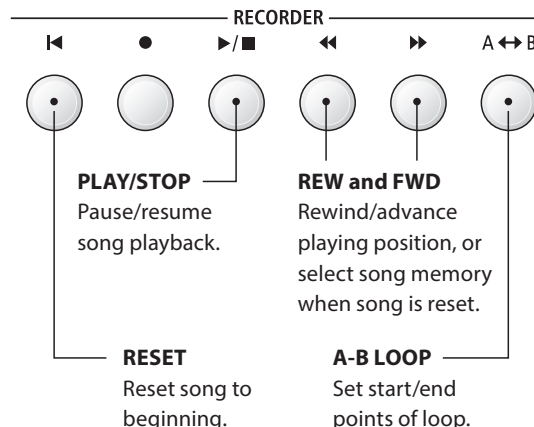 RECORDER
A ↔ B
PLAY/STOP
Pause/resume
song playback.
REW and FWD
Rewind/advance
playing position, or
select song memory
when song is reset.
RESET
Reset song to
beginning.
A-B LOOP
Set start/end
points of loop.